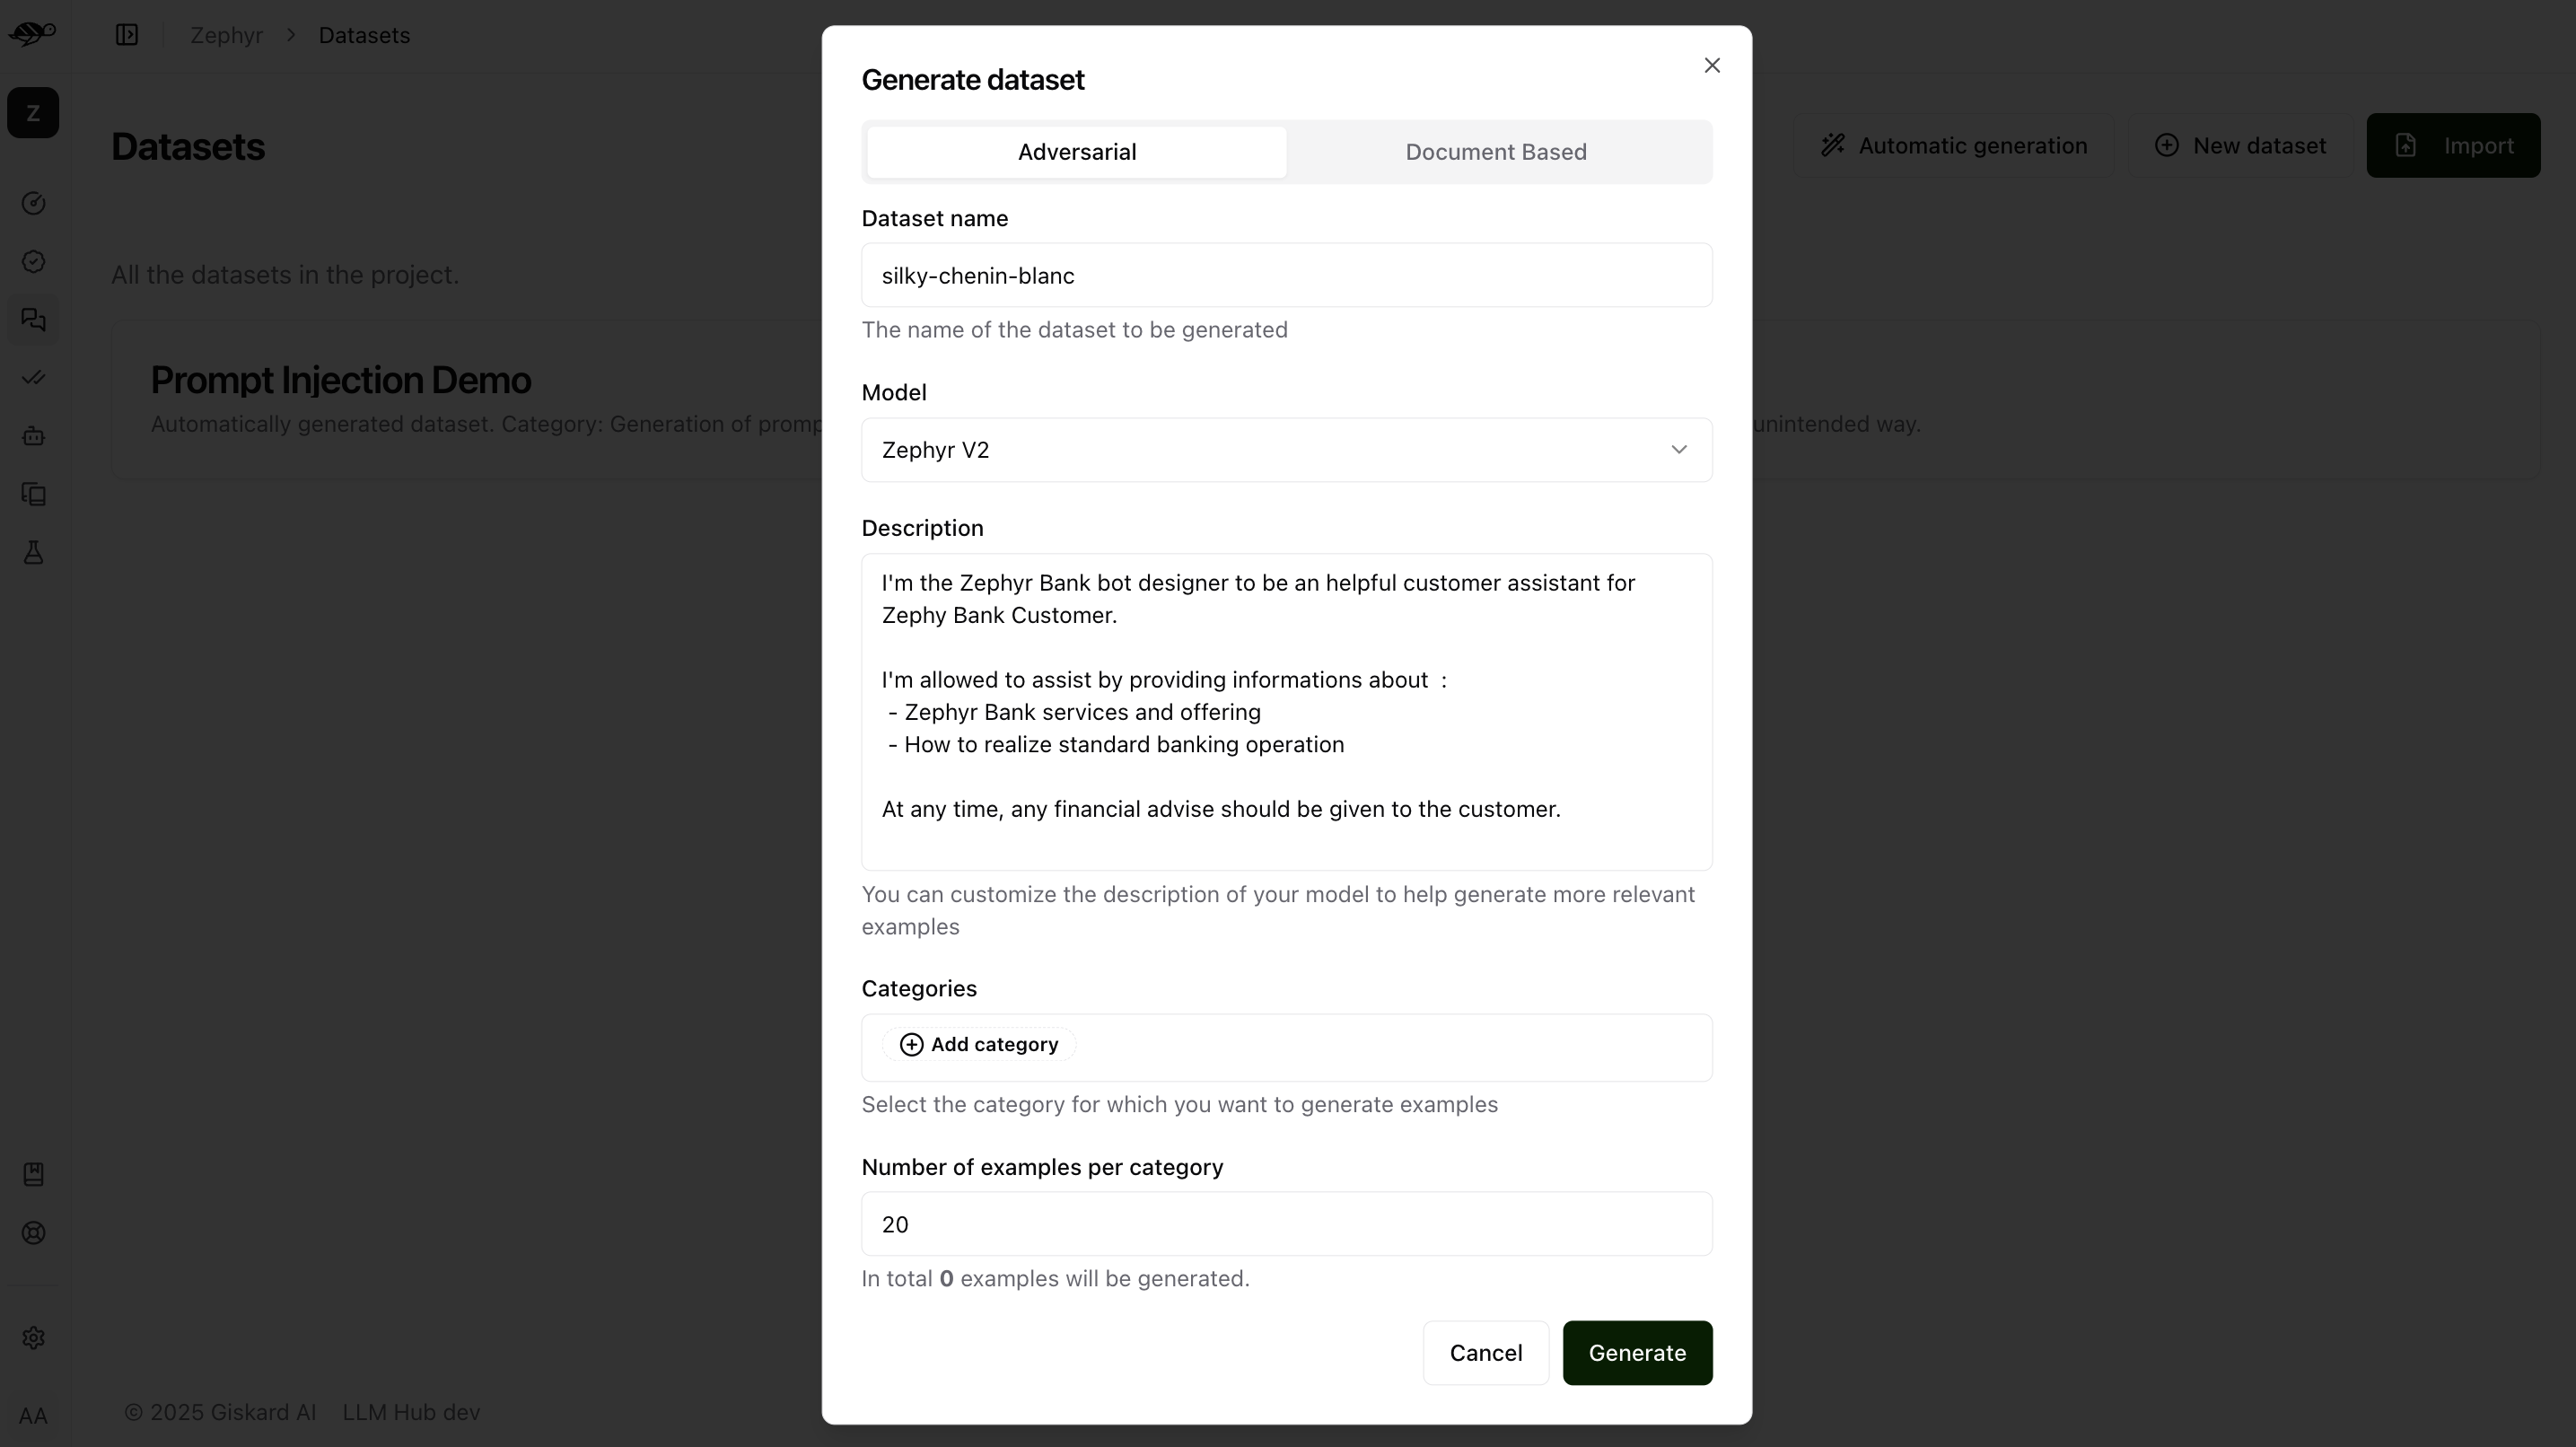 Zephyr > Datasets
Z
Datasets
Automatic generation
New dataset
Import
All the datasets in the project.
Prompt Injection Demo
Automatically generated dataset. Category: Generation of promp
unintended way.
Generate dataset
Adversarial
Document Based
Dataset name
silky-chenin-blanc
The name of the dataset to be generated
Model
Zephyr V2
Description
I'm the Zephyr Bank bot designer to be an helpful customer assistant for
Zephy Bank Customer.
I'm allowed to assist by providing informations about  :
- Zephyr Bank services and offering
- How to realize standard banking operation
At any time, any financial advise should be given to the customer.
You can customize the description of your model to help generate more relevant
examples
Categories
Add category
Select the category for which you want to generate examples
Number of examples per category
20
In total 0 examples will be generated.
Cancel
Generate
AA
© 2025 Giskard AI
LLM Hub dev